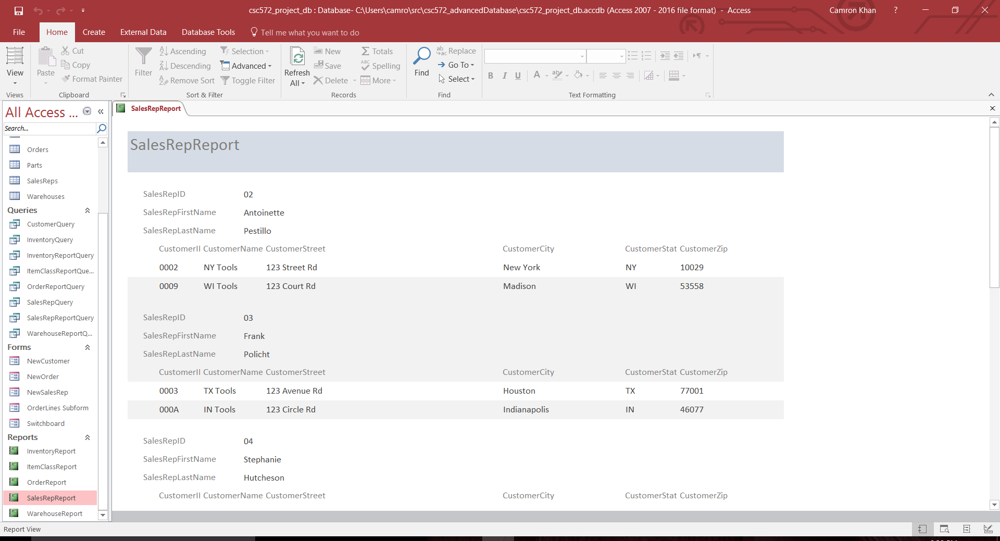 csc572_project_db : Database- C:\Users\camro\src\csc572_advancedDatabase\csc572_project_db.accdb (Access 2007 - 2016 file format) - Access
Camron Khan
?
File Home Create External Data Database Tools Tell me what you want to do
View
Views
Paste
Cut
Copy
Format Painter
Clipboard
Filter
Ascending
Descending
Remove Sort
Selection
Advanced
Toggle Filter
Sort & Filter
Refresh
All
New
Save
Delete
Totals
Spelling
More
Records
Find
Replace
Go To
Select
Find
B I U A
Text Formatting
All Access ...
Search...
Orders
Parts
SalesReps
Warehouses
Queries
CustomerQuery
InventoryQuery
InventoryReportQuery
ItemClassReportQue...
OrderReportQuery
SalesRepQuery
SalesRepReportQuery
WarehouseReportQ...
Forms
NewCustomer
NewOrder
NewSalesRep
OrderLines Subform
Switchboard
Reports
InventoryReport
ItemClassReport
OrderReport
SalesRepReport
WarehouseReport
SalesRepReport
SalesRepReport
SalesRepID 02
SalesRepFirstName Antoinette
SalesRepLastName Pestillo
CustomerII CustomerName CustomerStreet CustomerCity CustomerStat CustomerZip
0002 NY Tools 123 Street Rd New York NY 10029
0009 WI Tools 123 Court Rd Madison WI 53558
SalesRepID 03
SalesRepFirstName Frank
SalesRepLastName Policht
CustomerII CustomerName CustomerStreet CustomerCity CustomerStat CustomerZip
0003 TX Tools 123 Avenue Rd Houston TX 77001
000A IN Tools 123 Circle Rd Indianapolis IN 46077
SalesRepID 04
SalesRepFirstName Stephanie
SalesRepLastName Hutcheson
CustomerII CustomerName CustomerStreet CustomerCity CustomerStat CustomerZip
Report View